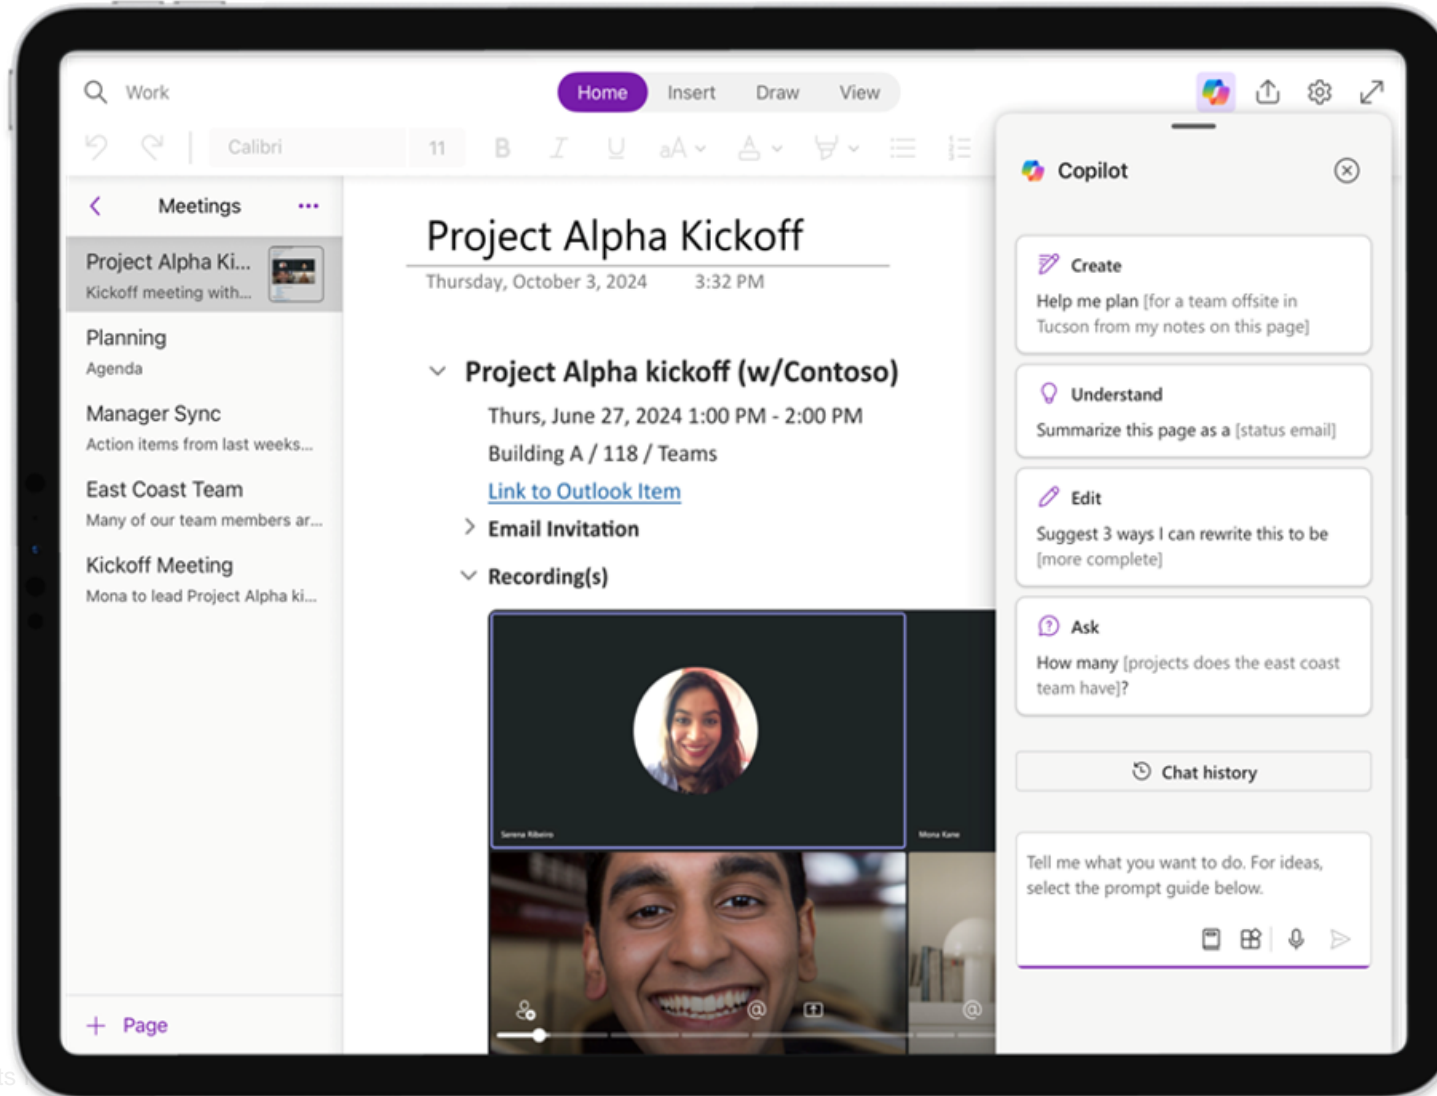 Work
Home Insert Draw View
Calibri 11 B I U aA A
Meetings
Project Alpha Ki...
Kickoff meeting with...
Planning
Agenda
Manager Sync
Action items from last weeks...
East Coast Team
Many of our team members ar...
Kickoff Meeting
Mona to lead Project Alpha ki...
+ Page
Project Alpha Kickoff
Thursday, October 3, 2024 3:32 PM
Project Alpha kickoff (w/Contoso)
Thurs, June 27, 2024 1:00 PM - 2:00 PM
Building A / 118 / Teams
Link to Outlook Item
Email Invitation
Recording(s)
Serena Ribeiro
Mona Kane
Copilot
Create
Help me plan [for a team offsite in
Tucson from my notes on this page]
Understand
Summarize this page as a [status email]
Edit
Suggest 3 ways I can rewrite this to be
[more complete]
Ask
How many [projects does the east coast
team have]?
Chat history
Tell me what you want to do. For ideas,
select the prompt guide below.